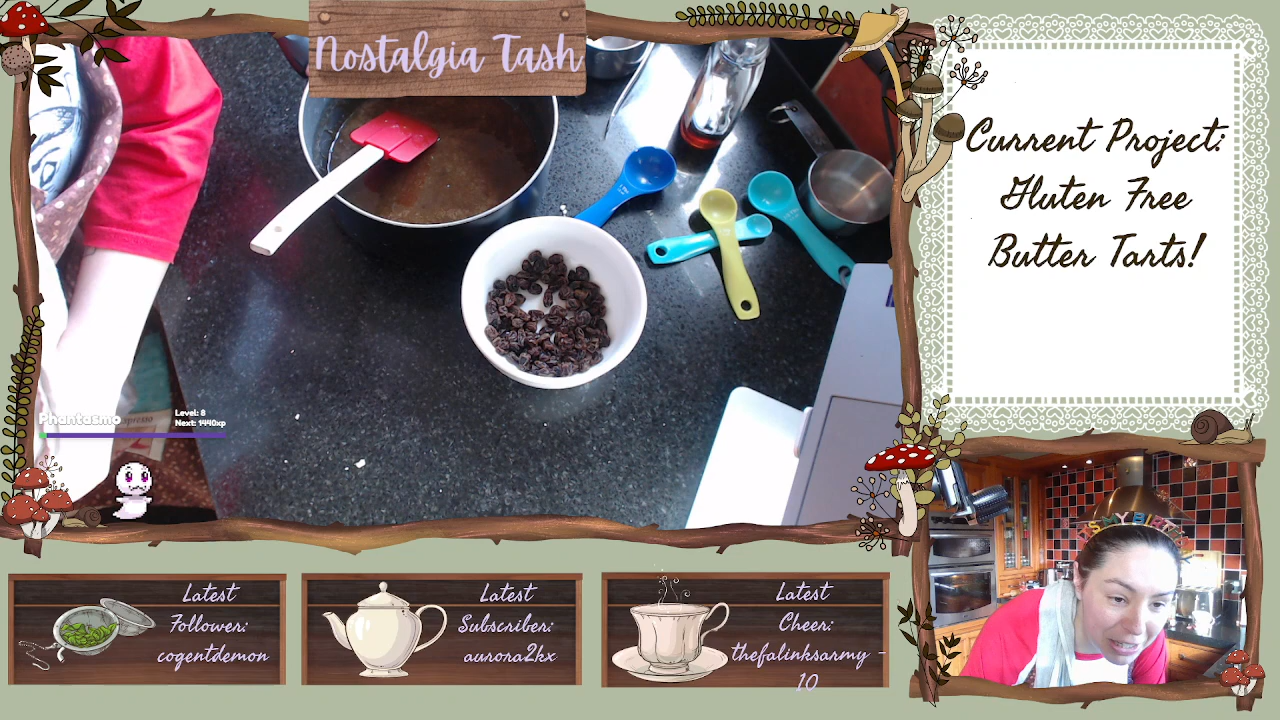 Nostalgia Tash
Current Project:
Gluten Free
Butter Tarts!
Phantasmo
Level: 8
Next: 1440xp
Latest
Follower:
cogentdemon
Latest
Subscriber:
aurora2kx
Latest
Cheer:
thefalinksarmy -
10